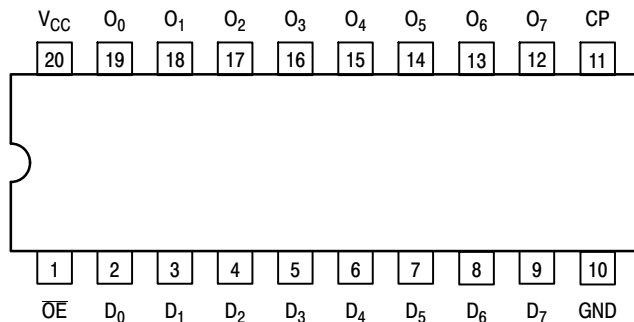 V_CC O₀ O₁ O₂ O₃ O₄ O₅ O₆ O₇ CP
20 19 18 17 16 15 14 13 12 11
1 2 3 4 5 6 7 8 9 10
O̅E̅ D₀ D₁ D₂ D₃ D₄ D₅ D₆ D₇ GND